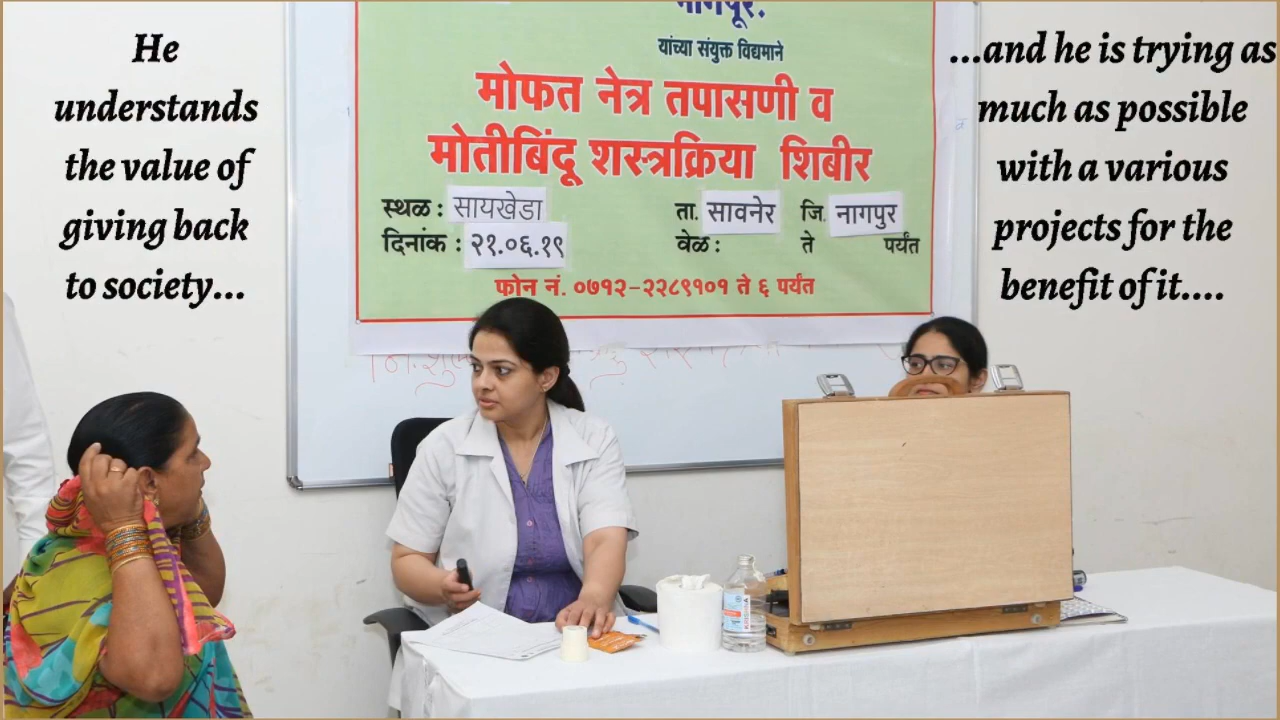 He
understands
the value of
giving back
to society...
...and he is trying as
much as possible
with a various
projects for the
benefit of it....
नागपूर.
यांच्या संयुक्त विद्यमाने
मोफत नेत्र तपासणी व
मोतीबिंदू शस्त्रक्रिया शिबीर
स्थळ : सायखेडा ता. सावनेर जि. नागपुर
दिनांक : २१.०६.१९ वेळ : ते पर्यंत
फोन नं. ०७१२-२२८९१०१ ते ६ पर्यंत
KRISHNA